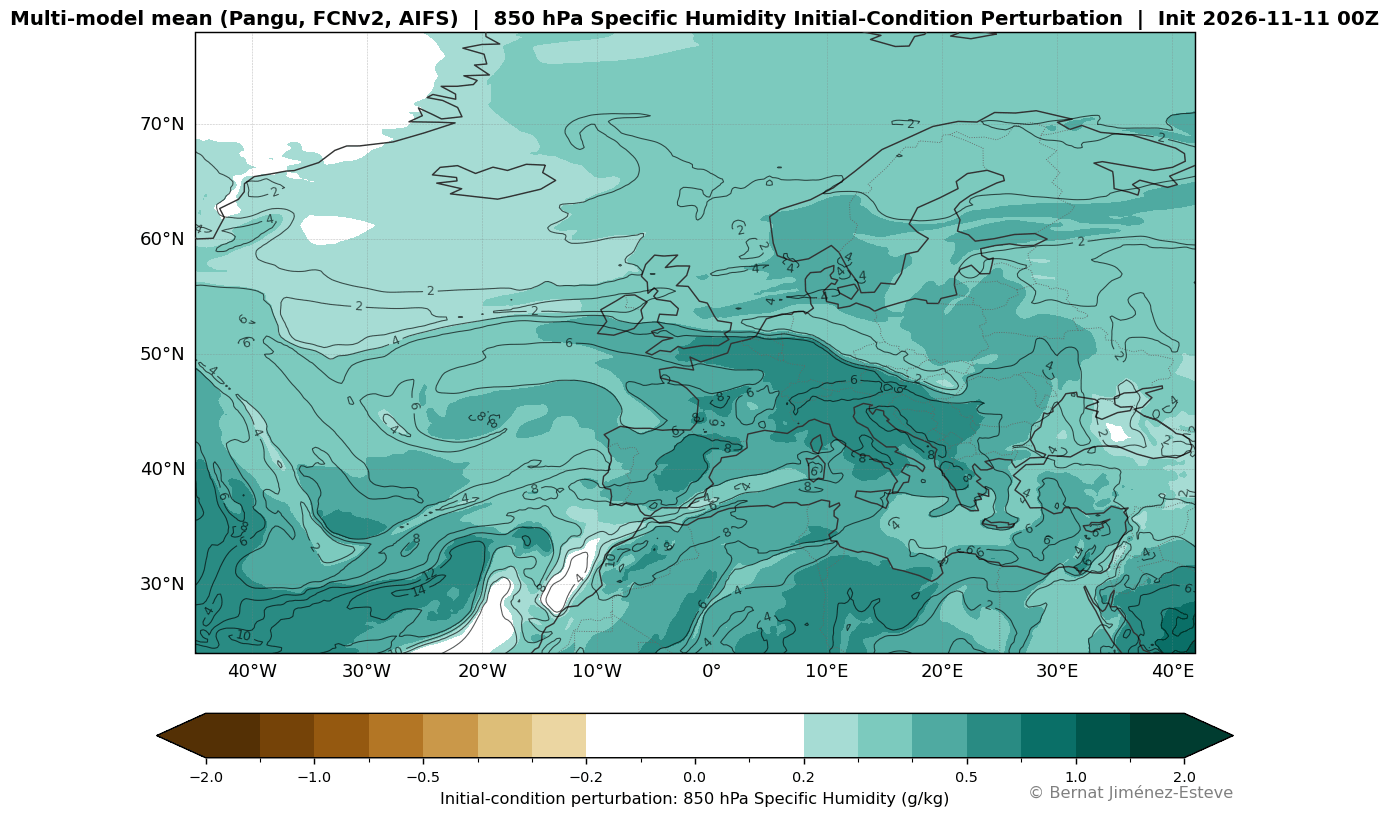 Multi-model mean (Pangu, FCNv2, AIFS) | 850 hPa Specific Humidity Initial-Condition Perturbation | Init 2026-11-11 00Z
70°N
60°N
50°N
40°N
30°N
40°W 30°W 20°W 10°W 0° 10°E 20°E 30°E 40°E
−2.0 −1.0 −0.5 −0.2 0.0 0.2 0.5 1.0 2.0
Initial-condition perturbation: 850 hPa Specific Humidity (g/kg)
© Bernat Jiménez-Esteve